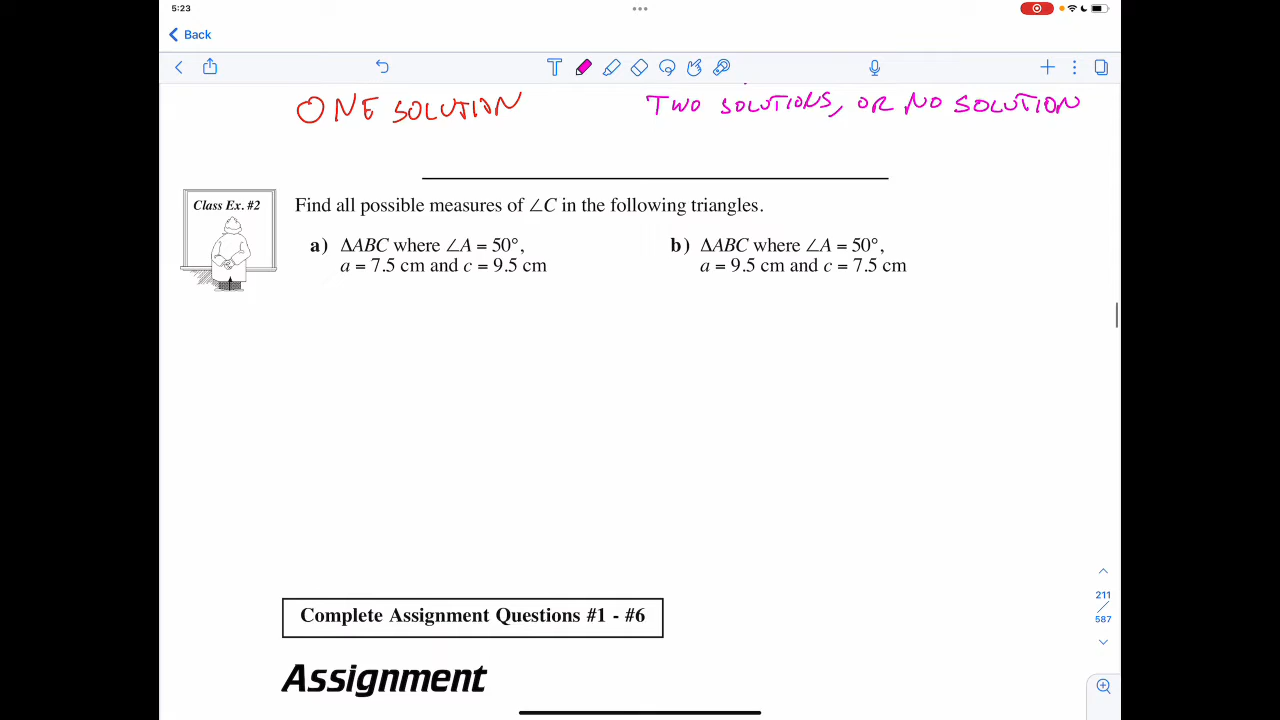 5:23
Back
T
ONE SOLUTION
TWO SOLUTIONS, OR NO SOLUTION
Class Ex. #2
Find all possible measures of ∠C in the following triangles.
a) ΔABC where ∠A = 50°,
a = 7.5 cm and c = 9.5 cm
b) ΔABC where ∠A = 50°,
a = 9.5 cm and c = 7.5 cm
211
587
Complete Assignment Questions #1 - #6
Assignment